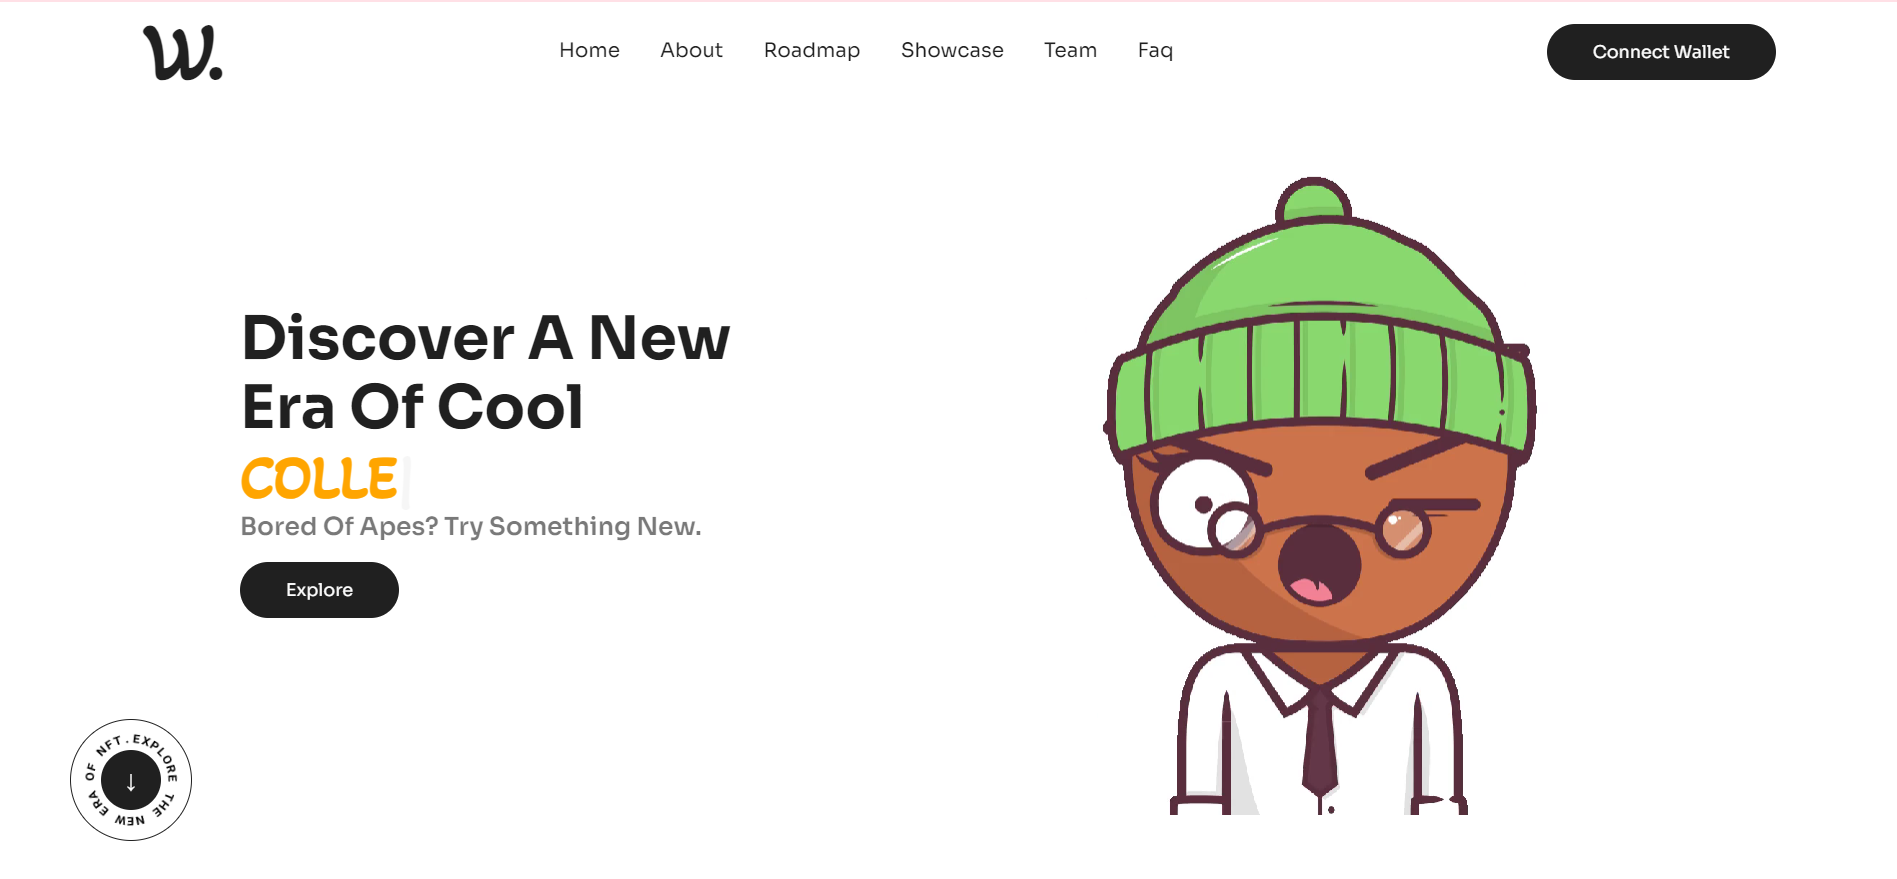 W.
Home
About
Roadmap
Showcase
Team
Faq
Connect Wallet
Discover A New
Era Of Cool
COLLE
Bored Of Apes? Try Something New.
Explore
EXPLORE THE NEW ERA OF NFT .
↓